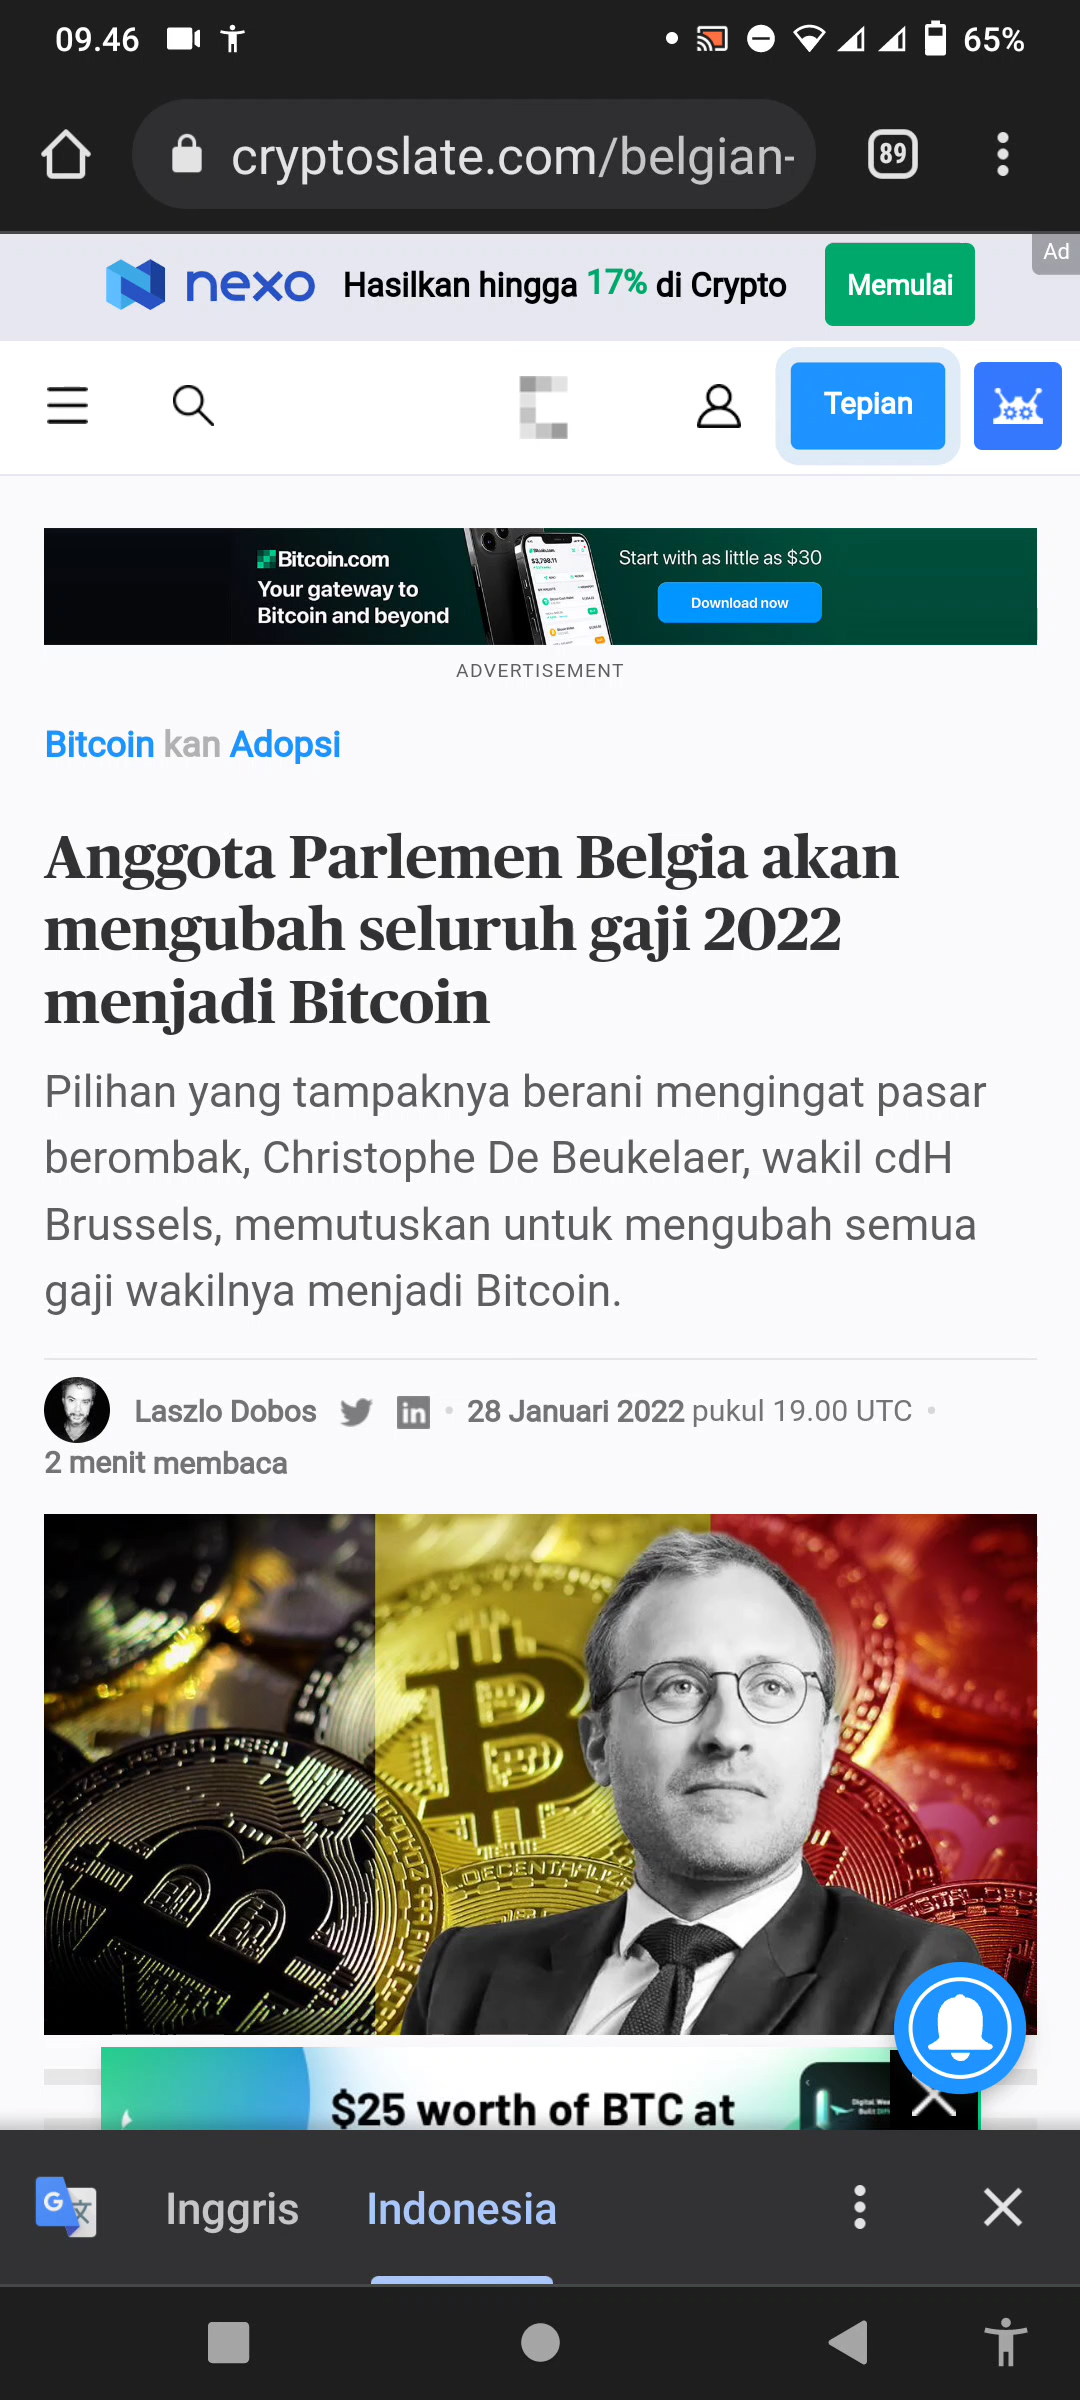 09.46
65%
cryptoslate.com/belgian-
89
Ad
nexo Hasilkan hingga 17% di Crypto Memulai
Tepian
Bitcoin.com
Your gateway to
Bitcoin and beyond
Start with as little as $30
Download now
ADVERTISEMENT
Bitcoin kan Adopsi
Anggota Parlemen Belgia akan
mengubah seluruh gaji 2022
menjadi Bitcoin
Pilihan yang tampaknya berani mengingat pasar
berombak, Christophe De Beukelaer, wakil cdH
Brussels, memutuskan untuk mengubah semua
gaji wakilnya menjadi Bitcoin.
Laszlo Dobos in • 28 Januari 2022 pukul 19.00 UTC •
2 menit membaca
$25 worth of BTC at
Inggris Indonesia